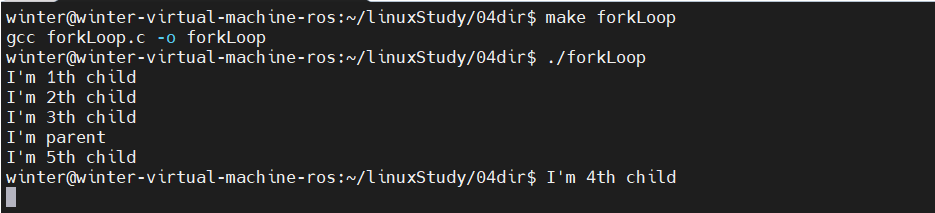 winter@winter-virtual-machine-ros:~/linuxStudy/04dir$ make forkLoop
gcc forkLoop.c -o forkLoop
winter@winter-virtual-machine-ros:~/linuxStudy/04dir$ ./forkLoop
I'm 1th child
I'm 2th child
I'm 3th child
I'm parent
I'm 5th child
winter@winter-virtual-machine-ros:~/linuxStudy/04dir$ I'm 4th child